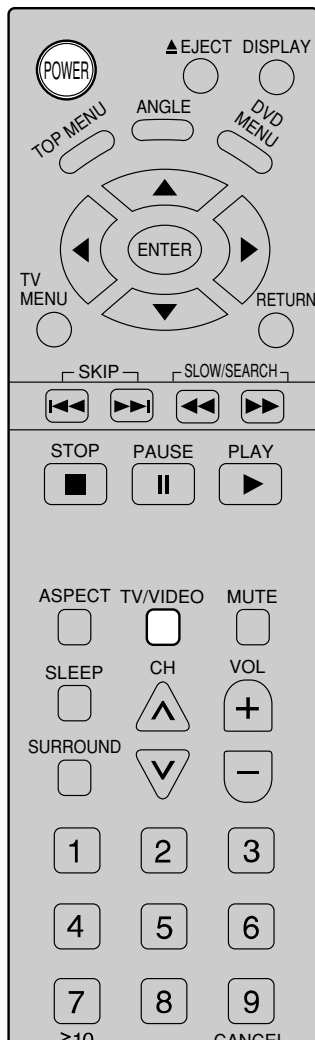 POWER
EJECT DISPLAY
TOP MENU
ANGLE
DVD
MENU
ENTER
TV
MENU
RETURN
SKIP
SLOW/SEARCH
STOP PAUSE PLAY
ASPECT TV/VIDEO MUTE
SLEEP CH VOL
SURROUND
1 2 3
4 5 6
7 8 9
≥10 CANCEL